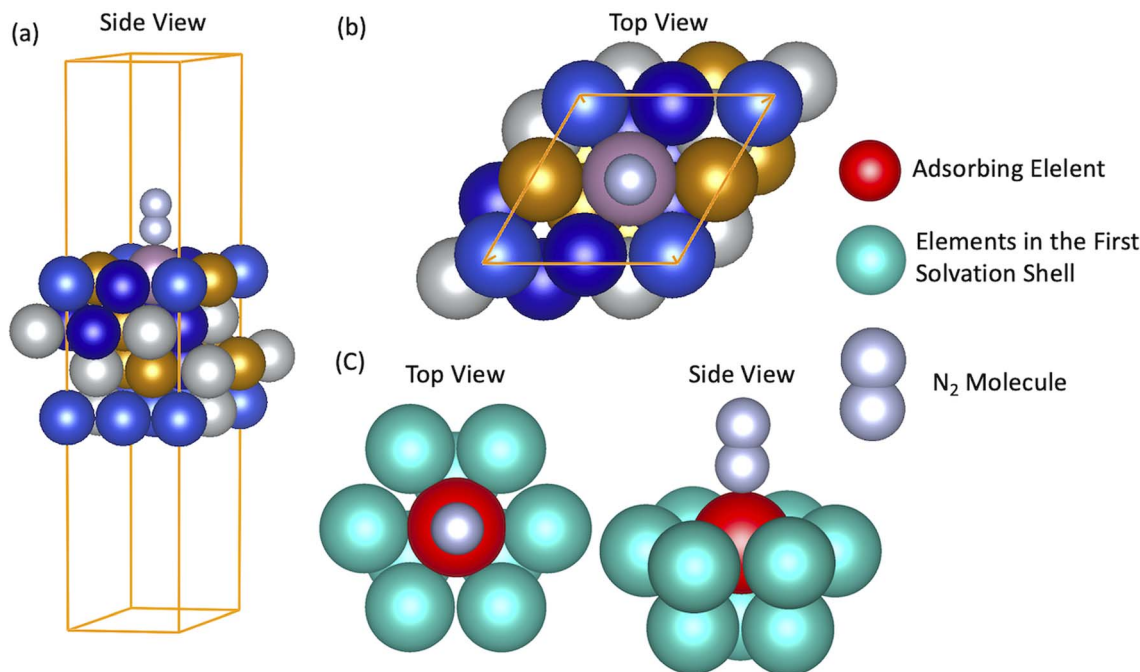 (a)
Side View
(b)
Top View
Adsorbing Elelent
Elements in the First
Solvation Shell
N₂ Molecule
(C)
Top View
Side View